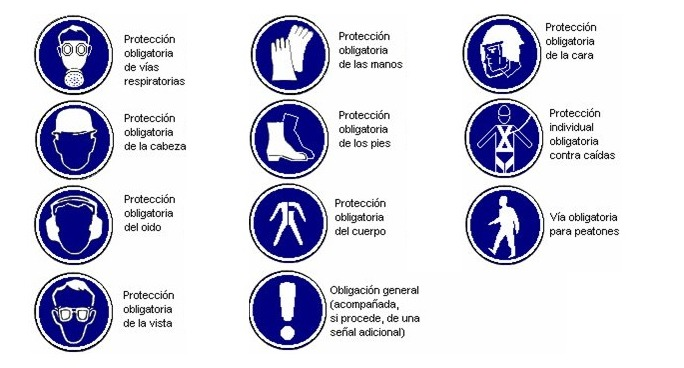 Protección
obligatoria
de vías
respiratorias
Protección
obligatoria
de la cabeza
Protección
obligatoria
del oido
Protección
obligatoria
de la vista
Protección
obligatoria
de las manos
Protección
obligatoria
de los pies
Protección
obligatoria
del cuerpo
Obligación general
(acompañada,
si procede, de una
señal adicional)
Protección
obligatoria
de la cara
Protección
individual
obligatoria
contra caídas
Vía obligatoria
para peatones